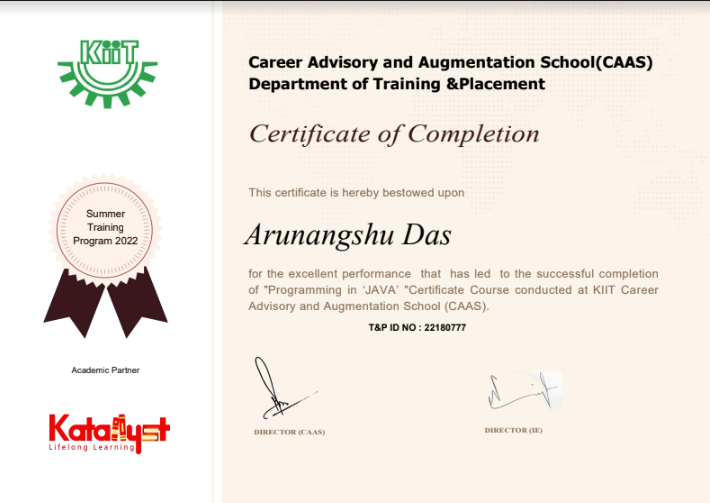 KiiT
Career Advisory and Augmentation School(CAAS)
Department of Training &Placement
Certificate of Completion
This certificate is hereby bestowed upon
Summer
Training
Program 2022
Arunangshu Das
for the excellent performance that has led to the successful completion
of "Programming in ‘JAVA’ "Certificate Course conducted at KIIT Career
Advisory and Augmentation School (CAAS).
T&P ID NO : 22180777
Academic Partner
Katalyst
Lifelong Learning
DIRECTOR (CAAS)
DIRECTOR (IE)